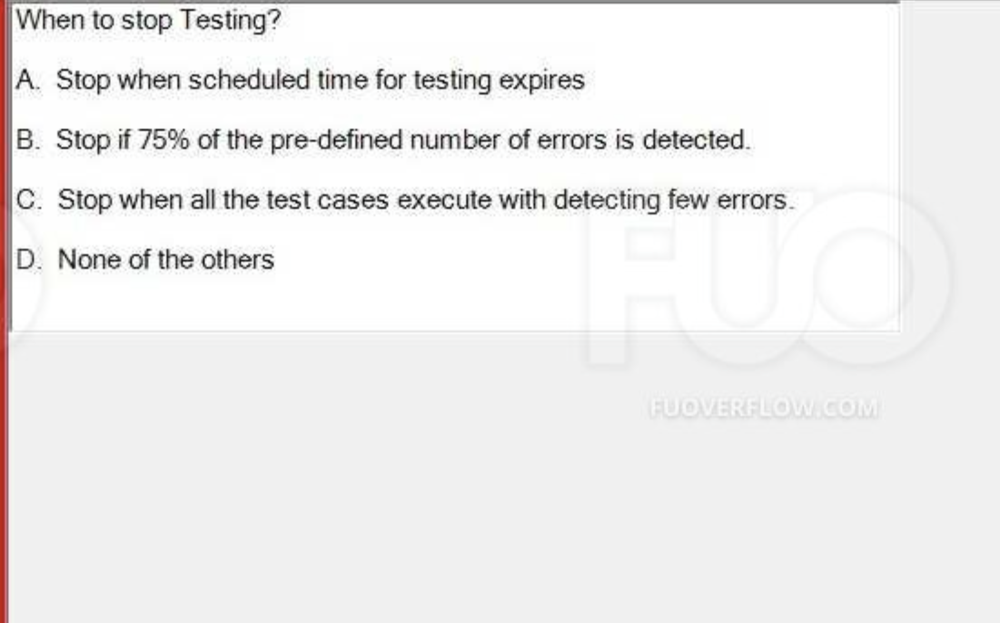 When to stop Testing?
A. Stop when scheduled time for testing expires
B. Stop if 75% of the pre-defined number of errors is detected.
C. Stop when all the test cases execute with detecting few errors.
D. None of the others
FUO
FUOVERFLOW.COM